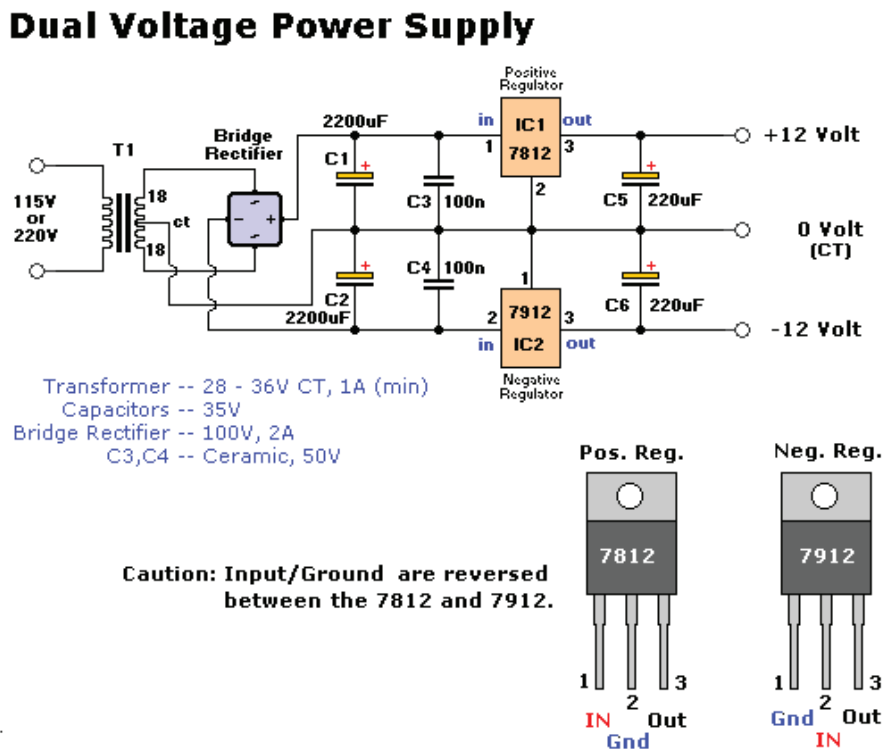 Dual Voltage Power Supply
Positive
Regulator
2200uF
in
IC1
out
+12 Volt
T1
Bridge
Rectifier
C1
+
1
7812
3
+
115V
or
220V
18
ct
18
~
-
+
~
C3
100n
2
C5
220uF
0 Volt
(CT)
+
C4
100n
1
+
C2
2200uF
2
7912
3
C6
220uF
-12 Volt
in
IC2
out
Negative
Regulator
Transformer -- 28 - 36V CT, 1A (min)
Capacitors -- 35V
Bridge Rectifier -- 100V, 2A
C3,C4 -- Ceramic, 50V
Pos. Reg.
Neg. Reg.
7812
7912
Caution: Input/Ground are reversed
between the 7812 and 7912.
1
2
3
IN
Gnd
Out
1
2
3
Gnd
IN
Out